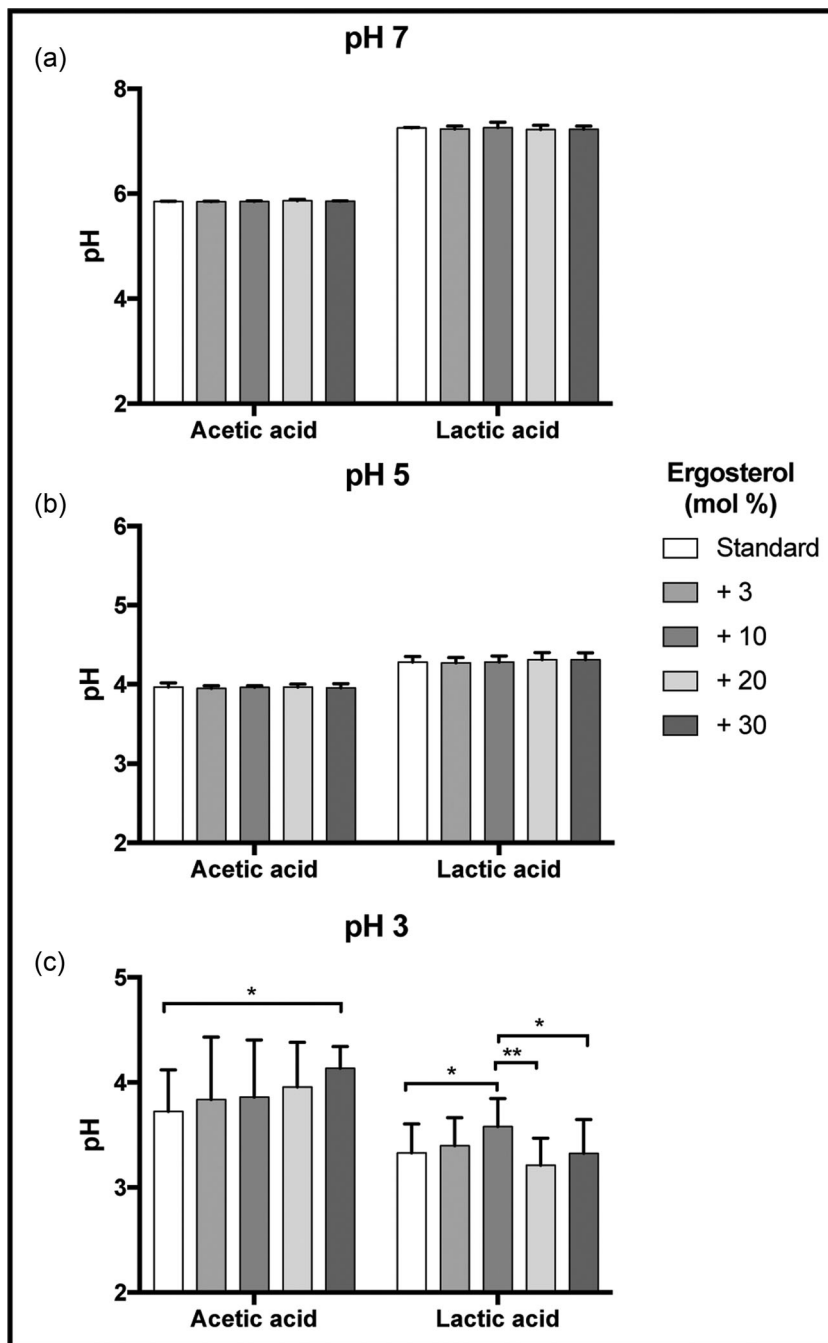 pH 7
(a)
8
6
4
2
pH
Acetic acid Lactic acid
pH 5
(b)
6
5
4
3
2
pH
Acetic acid Lactic acid
Ergosterol
(mol %)
Standard
+ 3
+ 10
+ 20
+ 30
pH 3
(c)
5
4
3
2
pH
*
*
**
*
Acetic acid Lactic acid